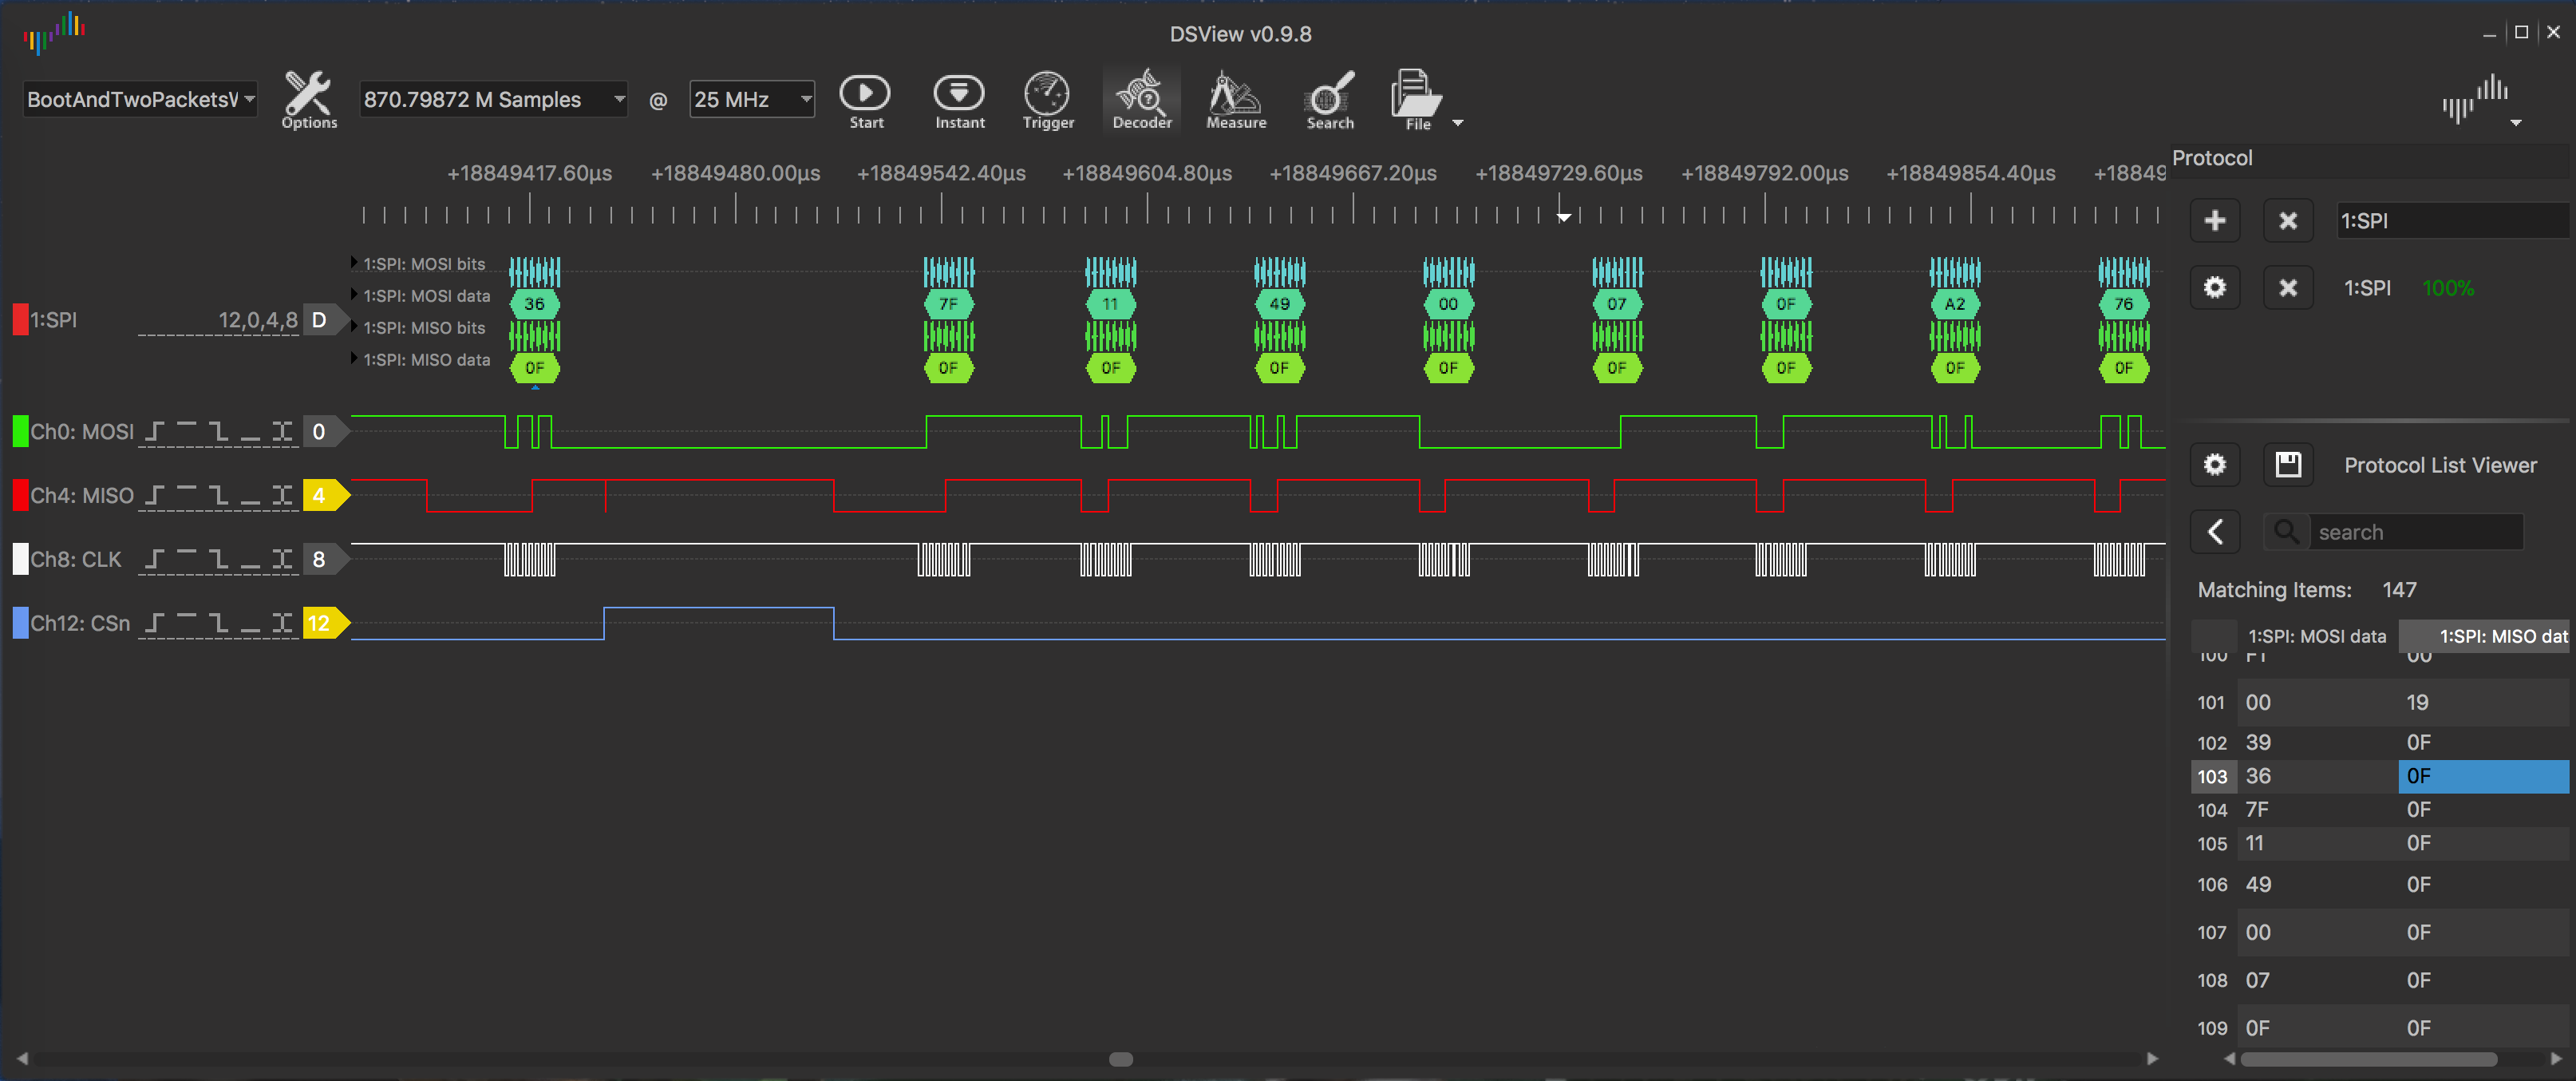 DSView v0.9.8
BootAndTwoPacketsW
Options
870.79872 M Samples
@
25 MHz
Start
Instant
Trigger
Decoder
Measure
Search
File
+18849417.60µs +18849480.00µs +18849542.40µs +18849604.80µs +18849667.20µs +18849729.60µs +18849792.00µs +18849854.40µs +18849
1:SPI 12,0,4,8 D
1:SPI: MOSI bits
1:SPI: MOSI data 36 7F 11 49 00 07 0F A2 76
1:SPI: MISO bits
1:SPI: MISO data 0F 0F 0F 0F 0F 0F 0F 0F 0F
Ch0: MOSI 0
Ch4: MISO 4
Ch8: CLK 8
Ch12: CSn 12
Protocol
1:SPI
1:SPI 100%
Protocol List Viewer
search
Matching Items: 147
1:SPI: MOSI data 1:SPI: MISO dat
100 F1 00
101 00 19
102 39 0F
103 36 0F
104 7F 0F
105 11 0F
106 49 0F
107 00 0F
108 07 0F
109 0F 0F